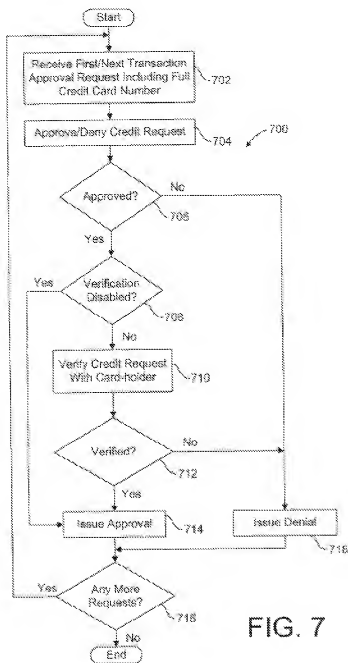 Start
Receive First/Next Transaction
Approval Request Including Full
Credit Card Number
702
Approve/Deny Credit Request
704
700
Approved?
706
No
Yes
Yes
Verification
Disabled?
708
No
Verify Credit Request
With Card-holder
710
Verified?
712
No
Yes
Issue Approval
714
Issue Denial
716
Yes
Any More
Requests?
718
No
End
FIG. 7